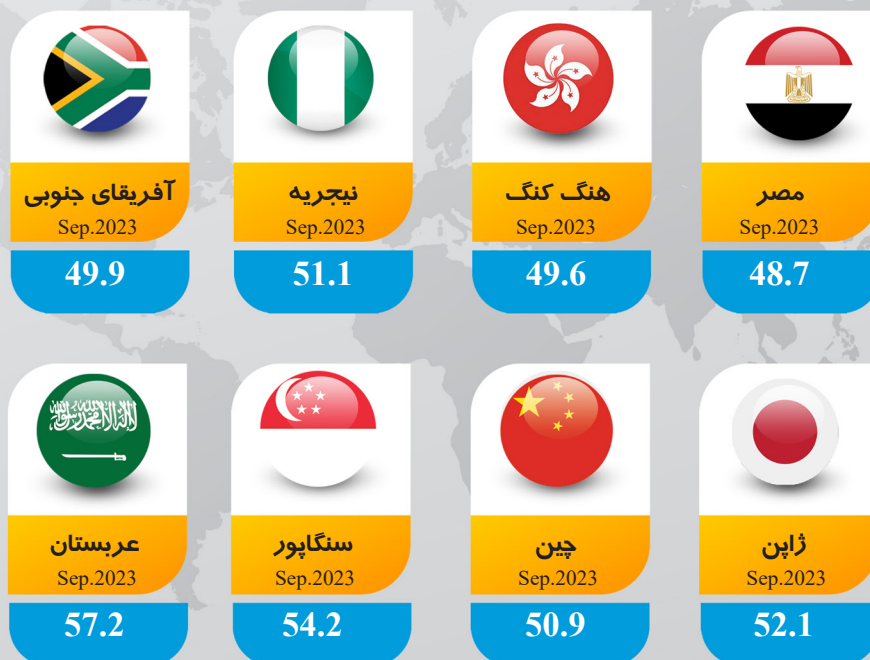 مصر
Sep.2023
48.7
هنگ کنگ
Sep.2023
49.6
نیجریه
Sep.2023
51.1
آفریقای جنوبی
Sep.2023
49.9
ژاپن
Sep.2023
52.1
چین
Sep.2023
50.9
سنگاپور
Sep.2023
54.2
عربستان
Sep.2023
57.2